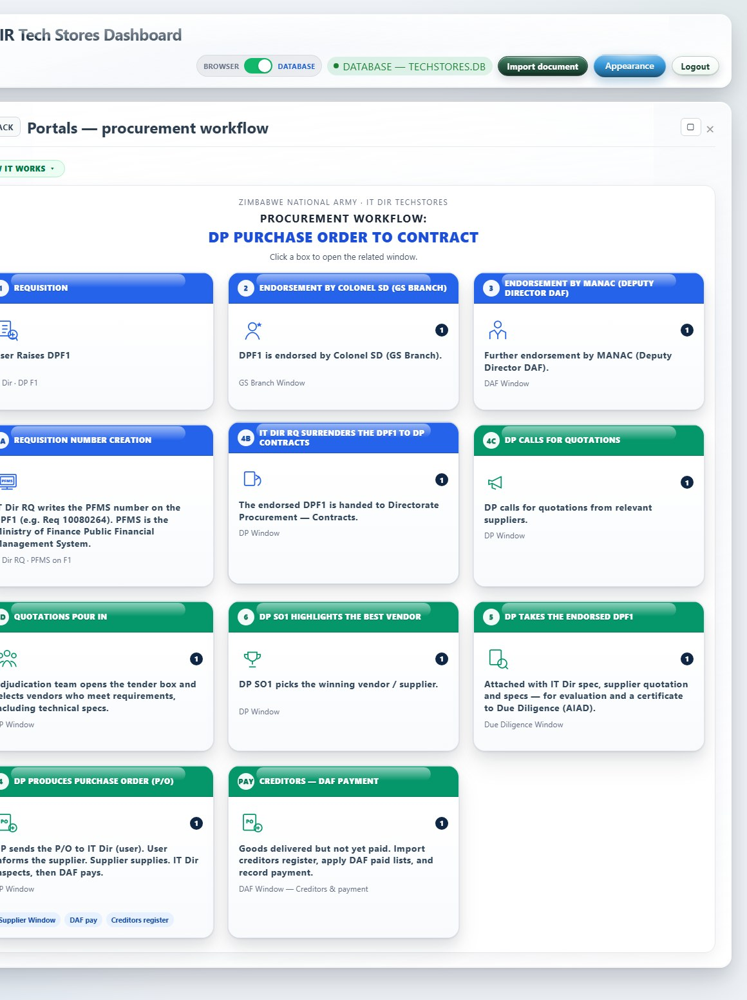 IR Tech Stores Dashboard
BROWSER DATABASE
DATABASE — TECHSTORES.DB
Import document
Appearance
Logout
ACK
Portals — procurement workflow
IT WORKS
ZIMBABWE NATIONAL ARMY · IT DIR TECHSTORES
PROCUREMENT WORKFLOW:
DP PURCHASE ORDER TO CONTRACT
Click a box to open the related window.
1 REQUISITION
ser Raises DPF1
Dir · DP F1
2 ENDORSEMENT BY COLONEL SD (GS BRANCH)
1
DPF1 is endorsed by Colonel SD (GS Branch).
GS Branch Window
3 ENDORSEMENT BY MANAC (DEPUTY
DIRECTOR DAF)
1
Further endorsement by MANAC (Deputy
Director DAF).
DAF Window
A REQUISITION NUMBER CREATION
PFMS
T Dir RQ writes the PFMS number on the
PF1 (e.g. Req 10080264). PFMS is the
Ministry of Finance Public Financial
Management System.
Dir RQ · PFMS on F1
4B IT DIR RQ SURRENDERS THE DPF1 TO DP
CONTRACTS
1
The endorsed DPF1 is handed to Directorate
Procurement — Contracts.
DP Window
4C DP CALLS FOR QUOTATIONS
1
DP calls for quotations from relevant
suppliers.
DP Window
D QUOTATIONS POUR IN
1
djudication team opens the tender box and
elects vendors who meet requirements,
ncluding technical specs.
P Window
6 DP SO1 HIGHLIGHTS THE BEST VENDOR
1
DP SO1 picks the winning vendor / supplier.
DP Window
5 DP TAKES THE ENDORSED DPF1
1
Attached with IT Dir spec, supplier quotation
and specs — for evaluation and a certificate
to Due Diligence (AIAD).
Due Diligence Window
4 DP PRODUCES PURCHASE ORDER (P/O)
PO
1
P sends the P/O to IT Dir (user). User
nforms the supplier. Supplier supplies. IT Dir
nspects, then DAF pays.
P Window
Supplier Window
DAF pay
Creditors register
PAY CREDITORS — DAF PAYMENT
PO
1
Goods delivered but not yet paid. Import
creditors register, apply DAF paid lists, and
record payment.
DAF Window — Creditors & payment